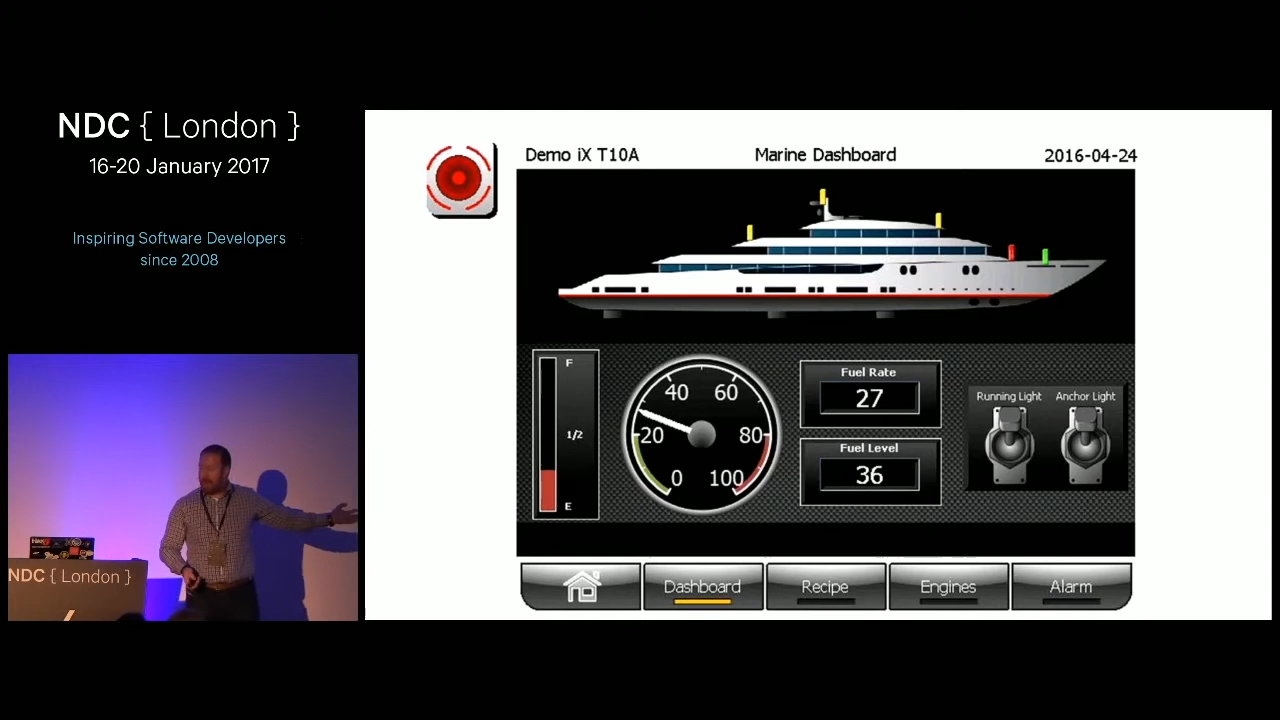 NDC { London }
16-20 January 2017
Inspiring Software Developers
since 2008
NDC { London }
Demo iX T10A
Marine Dashboard
2016-04-24
F
1/2
E
40
60
20
80
0
100
Fuel Rate
27
Fuel Level
36
Running Light
Anchor Light
Dashboard
Recipe
Engines
Alarm